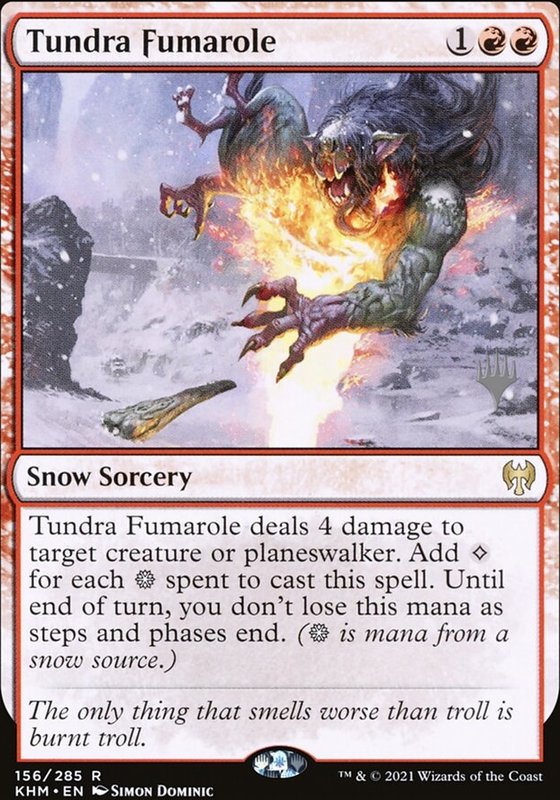 Tundra Fumarole 1
Snow Sorcery
Tundra Fumarole deals 4 damage to
target creature or planeswalker. Add
for each spent to cast this spell. Until
end of turn, you don't lose this mana as
steps and phases end. ( is mana from a
snow source.)
The only thing that smells worse than troll is
burnt troll.
156/285 R
KHM • EN Simon Dominic
™ & © 2021 Wizards of the Coast